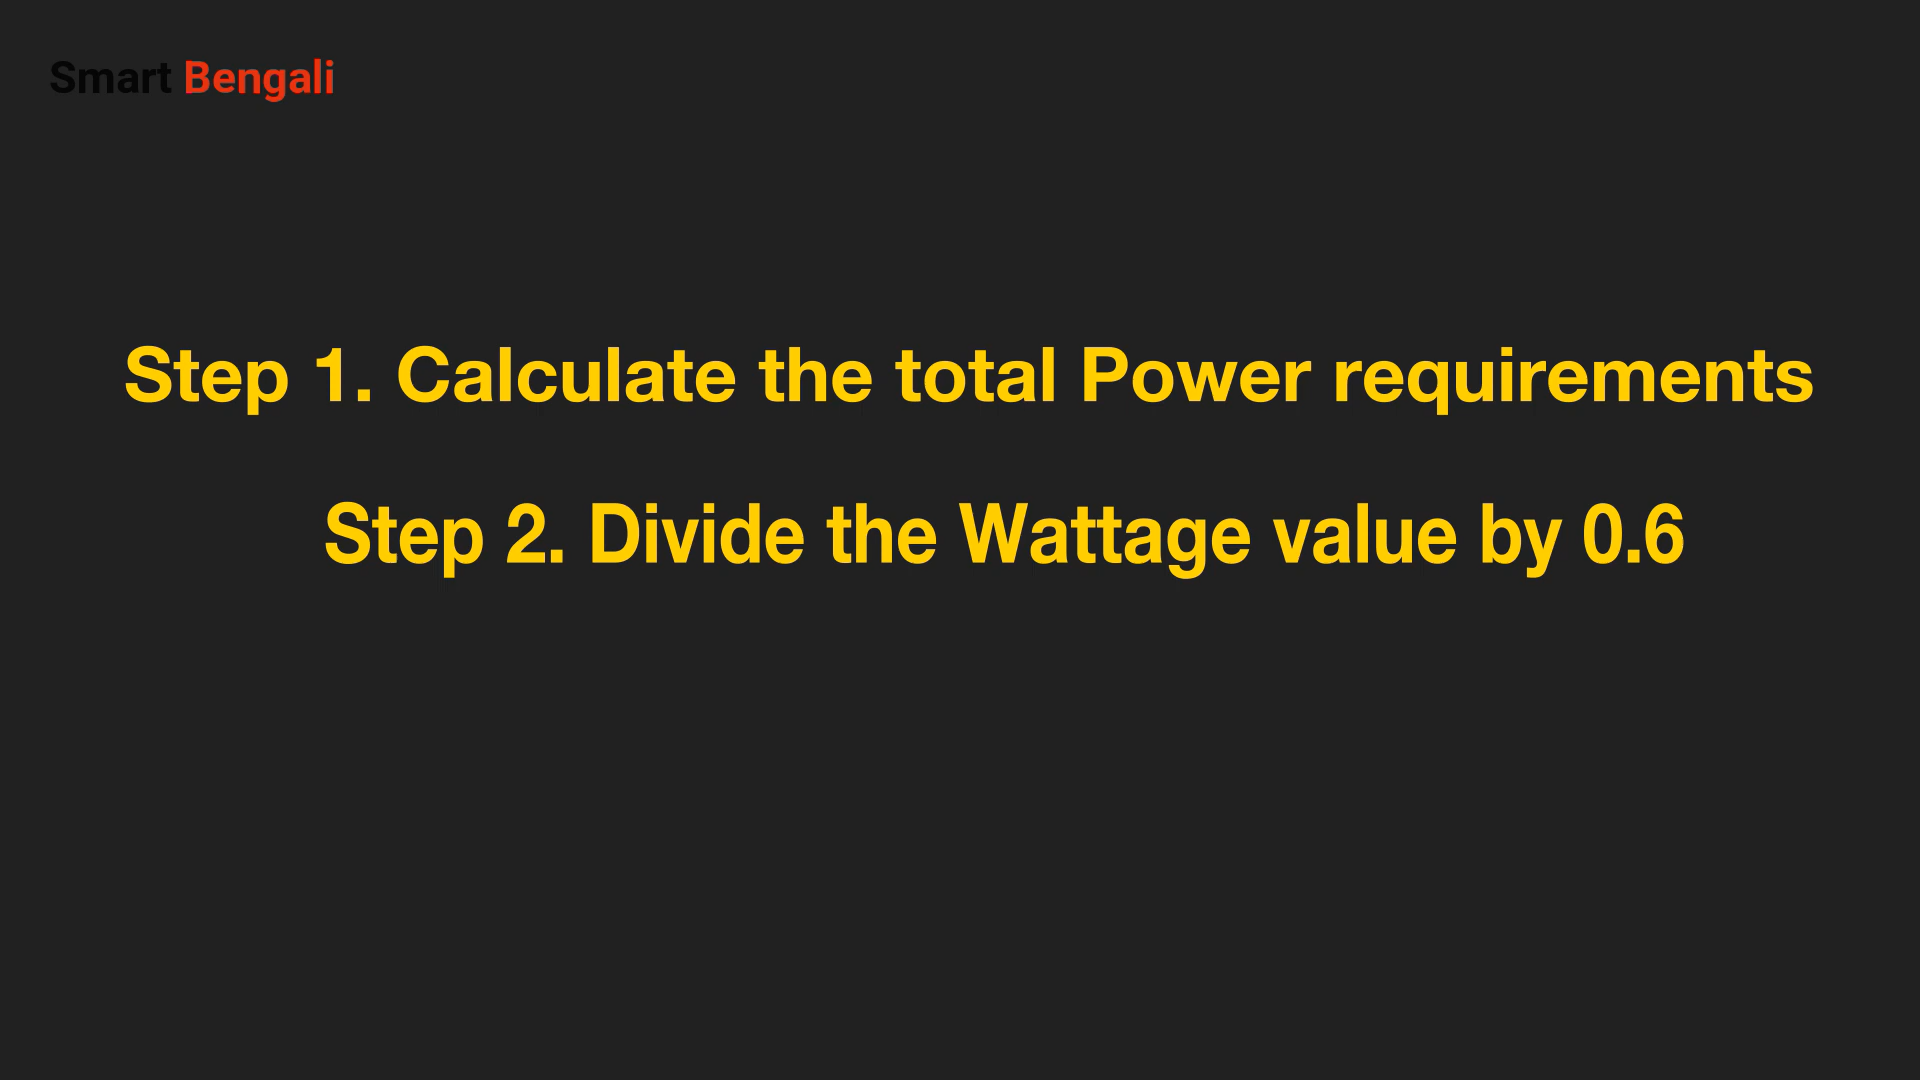 Smart Bengali
Step 1. Calculate the total Power requirements
Step 2. Divide the Wattage value by 0.6